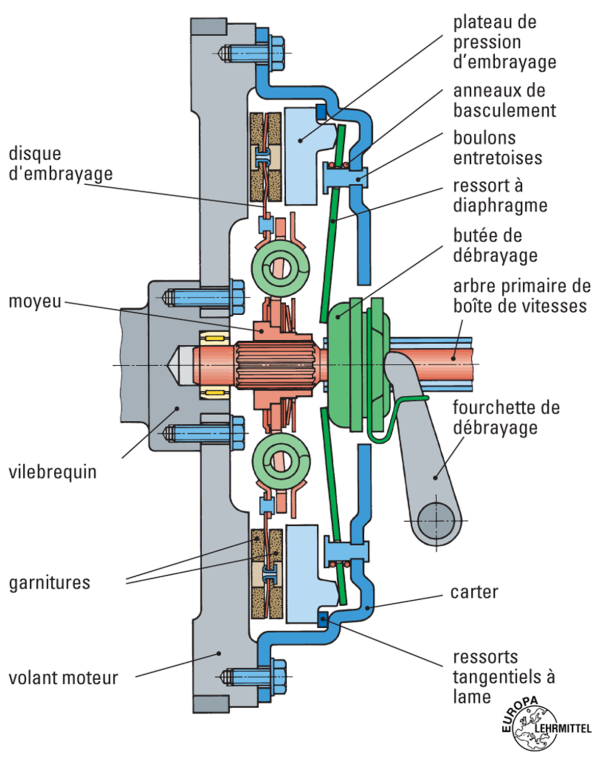 plateau de
pression
d'embrayage
anneaux de
basculement
boulons
entretoises
ressort à
diaphragme
butée de
débrayage
arbre primaire de
boîte de vitesses
fourchette de
débrayage
carter
ressorts
tangentiels à
lame
disque
d'embrayage
moyeu
vilebrequin
garnitures
volant moteur
EUROPA
LEHRMITTEL